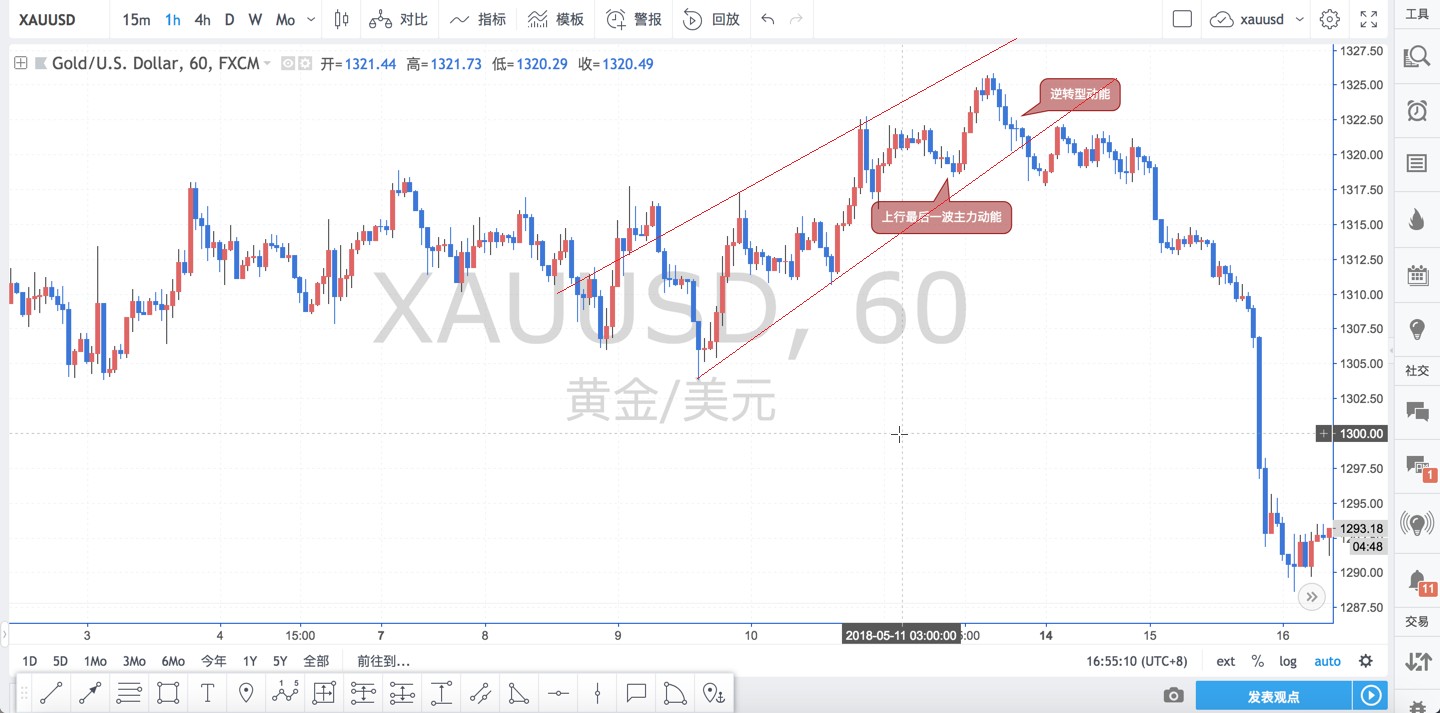 XAUUSD 15m 1h 4h D W Mo 对比 指标 模板 警报 回放 xauusd 工具
Gold/U.S. Dollar, 60, FXCM 开=1321.44 高=1321.73 低=1320.29 收=1320.49
1327.50
1325.00
逆转型动能
1322.50
1320.00
1317.50
上行最后一波主力动能
1315.00
1312.50
XAUUSD, 60
1310.00
1307.50
1305.00
社交
黄金/美元
1302.50
1300.00
1297.50
1
1295.00
1293.18
04:48
1290.00
11
1287.50
交易
3 4 15:00 7 8 9 10 2018-05-11 03:00:00 5:00 14 15 16
1D 5D 1Mo 3Mo 6Mo 今年 1Y 5Y 全部 前往到... 16:55:10 (UTC+8) ext % log auto
T 1 5 发表观点